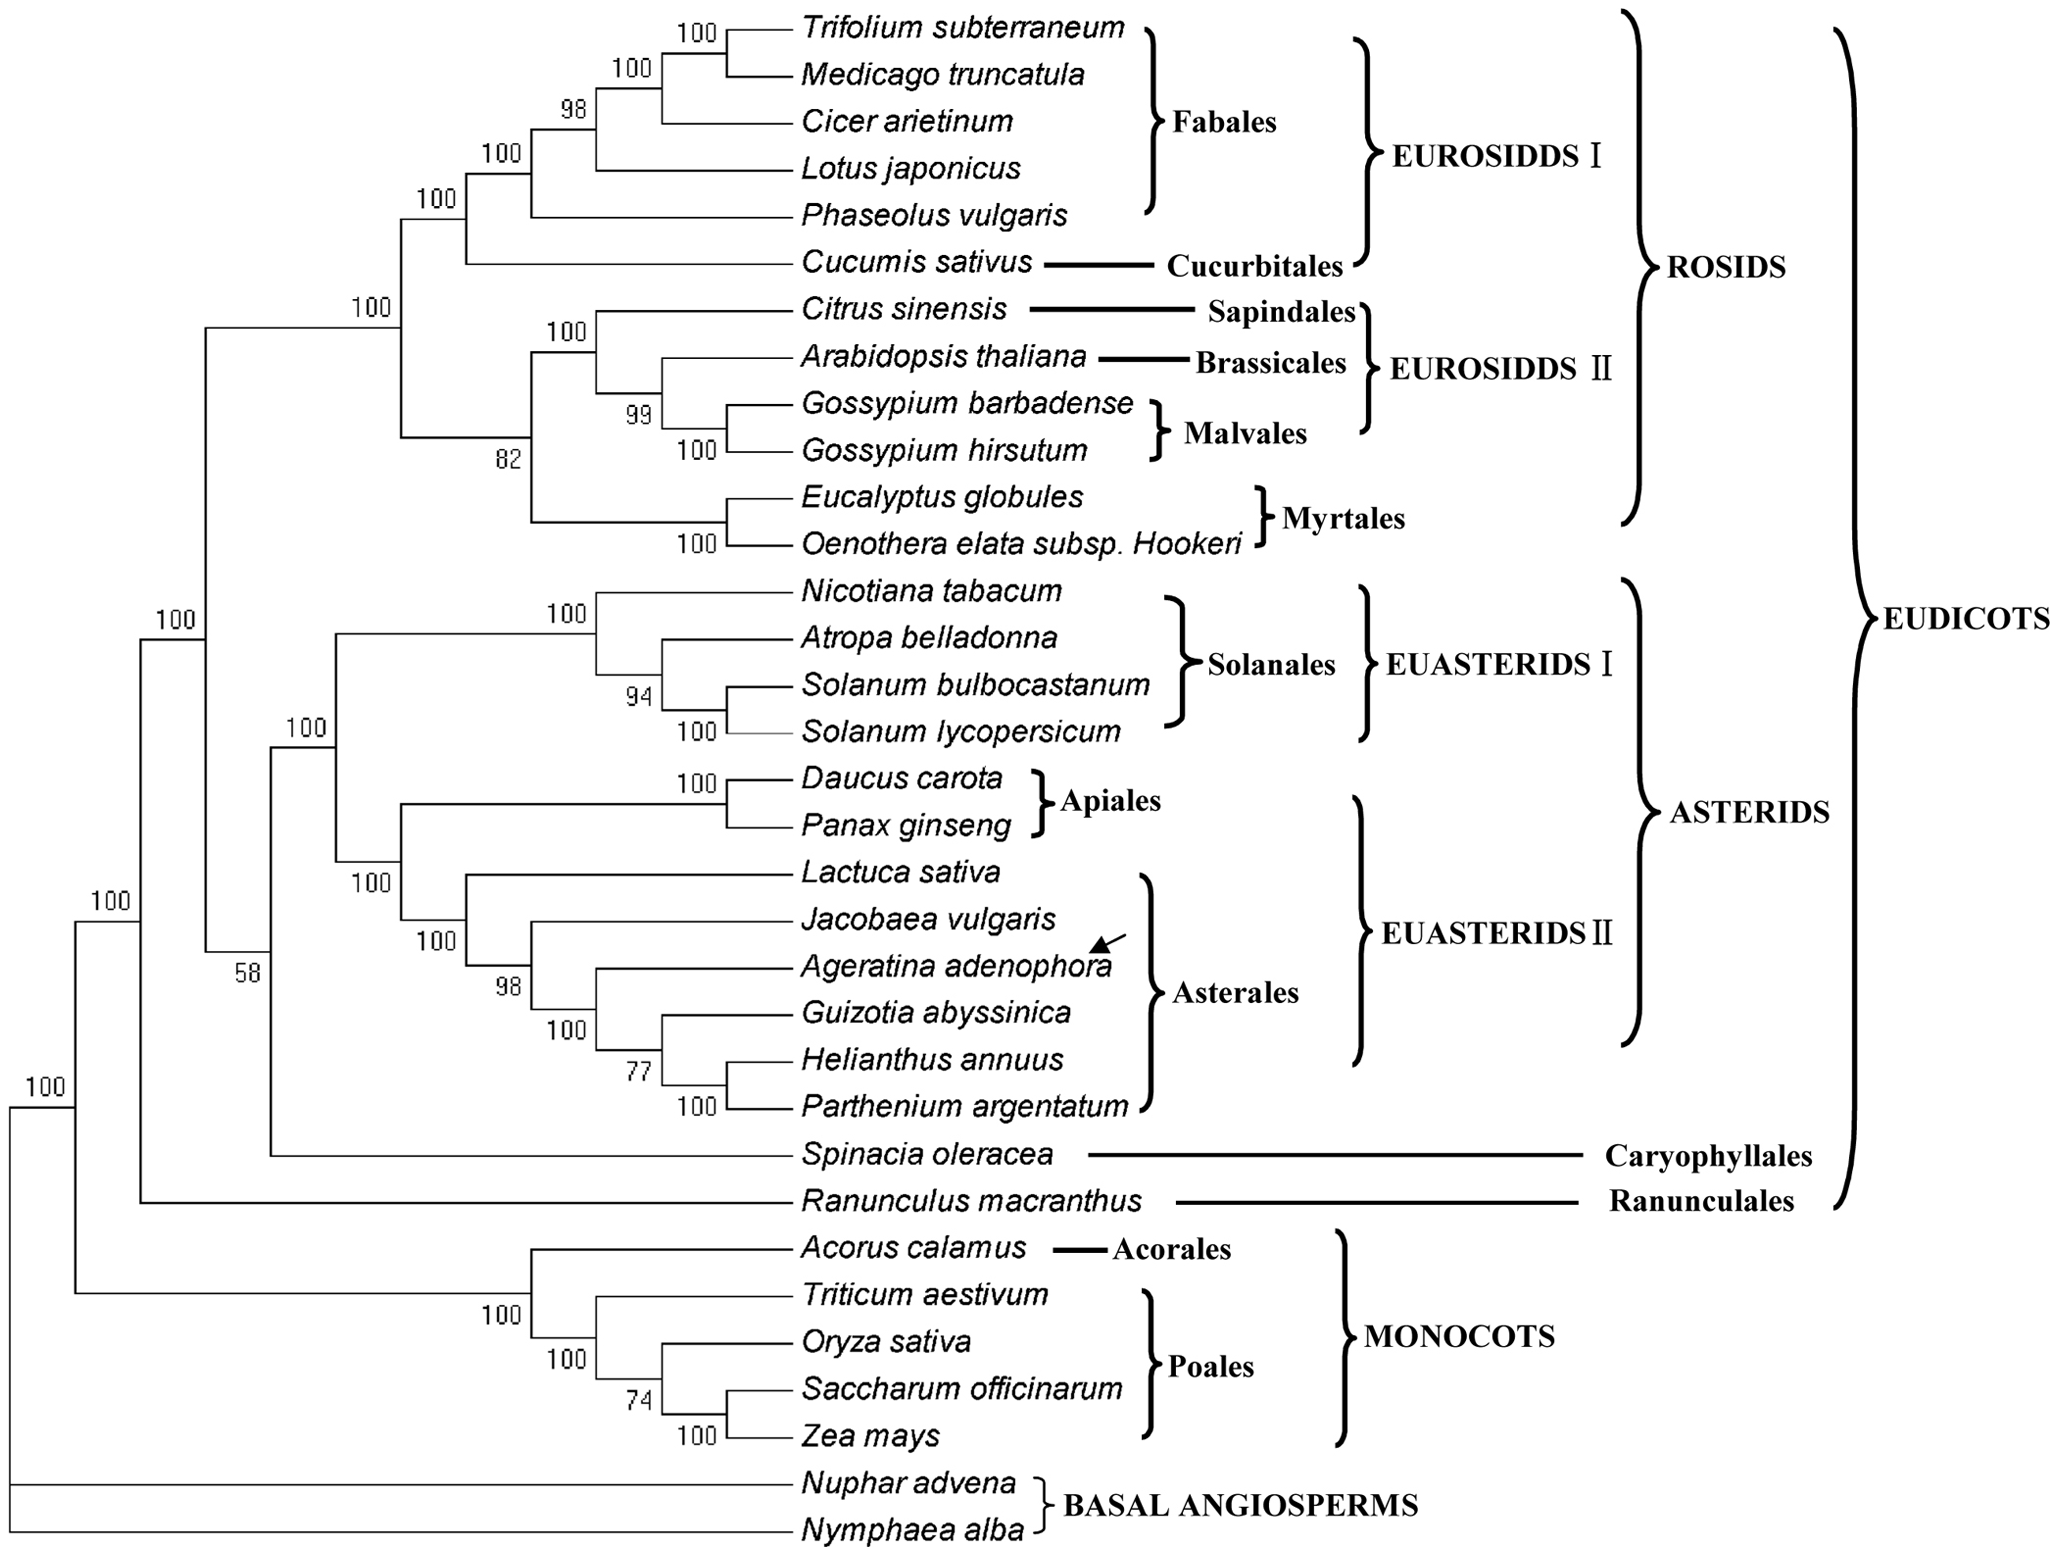 100 Trifolium subterraneum
100 Medicago truncatula
98 Cicer arietinum Fabales
100 Lotus japonicus EUROSIDDS Ⅰ
100 Phaseolus vulgaris
Cucumis sativus Cucurbitales ROSIDS
100 Citrus sinensis Sapindales
100 Arabidopsis thaliana Brassicales EUROSIDDS Ⅱ
99 Gossypium barbadense
82 100 Gossypium hirsutum Malvales
Eucalyptus globules Myrtales
100 Oenothera elata subsp. Hookeri
Nicotiana tabacum
100 100 Atropa belladonna EUDICOTS
94 Solanum bulbocastanum Solanales EUASTERIDS Ⅰ
100 100 Solanum lycopersicum
100 Daucus carota Apiales
Panax ginseng ASTERIDS
100 Lactuca sativa
100 100 Jacobaea vulgaris EUASTERIDS Ⅱ
58 98 Ageratina adenophora Asterales
100 Guizotia abyssinica
77 Helianthus annuus
100 100 Parthenium argentatum
Spinacia oleracea Caryophyllales
Ranunculus macranthus Ranunculales
Acorus calamus Acorales
100 Triticum aestivum
100 Oryza sativa MONOCOTS
74 Saccharum officinarum Poales
100 Zea mays
Nuphar advena
BASAL ANGIOSPERMS
Nymphaea alba